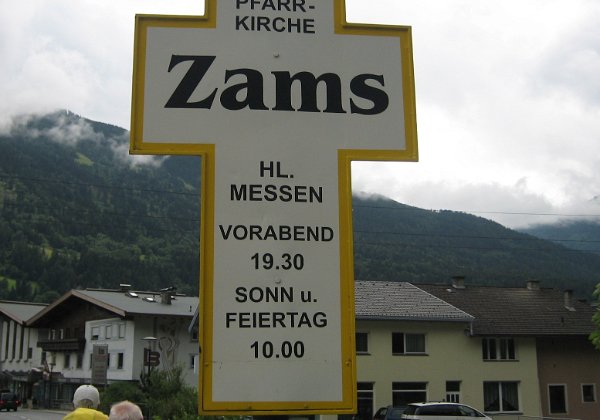 PFARR-
KIRCHE
Zams
HL.
MESSEN
VORABEND
19.30
SONN u.
FEIERTAG
10.00